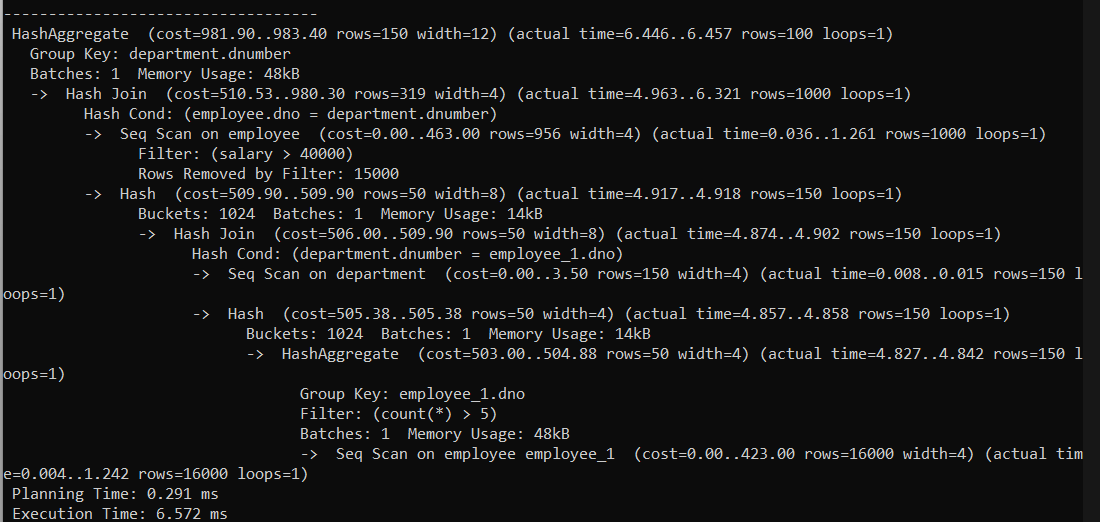 -----------------------------------
HashAggregate  (cost=981.90..983.40 rows=150 width=12) (actual time=6.446..6.457 rows=100 loops=1)
  Group Key: department.dnumber
  Batches: 1  Memory Usage: 48kB
  ->  Hash Join  (cost=510.53..980.30 rows=319 width=4) (actual time=4.963..6.321 rows=1000 loops=1)
        Hash Cond: (employee.dno = department.dnumber)
        ->  Seq Scan on employee  (cost=0.00..463.00 rows=956 width=4) (actual time=0.036..1.261 rows=1000 loops=1)
              Filter: (salary > 40000)
              Rows Removed by Filter: 15000
        ->  Hash  (cost=509.90..509.90 rows=50 width=8) (actual time=4.917..4.918 rows=150 loops=1)
              Buckets: 1024  Batches: 1  Memory Usage: 14kB
              ->  Hash Join  (cost=506.00..509.90 rows=50 width=8) (actual time=4.874..4.902 rows=150 loops=1)
                    Hash Cond: (department.dnumber = employee_1.dno)
                    ->  Seq Scan on department  (cost=0.00..3.50 rows=150 width=4) (actual time=0.008..0.015 rows=150 l
oops=1)
                    ->  Hash  (cost=505.38..505.38 rows=50 width=4) (actual time=4.857..4.858 rows=150 loops=1)
                          Buckets: 1024  Batches: 1  Memory Usage: 14kB
                          ->  HashAggregate  (cost=503.00..504.88 rows=50 width=4) (actual time=4.827..4.842 rows=150 l
oops=1)
                                Group Key: employee_1.dno
                                Filter: (count(*) > 5)
                                Batches: 1  Memory Usage: 48kB
                                ->  Seq Scan on employee employee_1  (cost=0.00..423.00 rows=16000 width=4) (actual tim
e=0.004..1.242 rows=16000 loops=1)
Planning Time: 0.291 ms
Execution Time: 6.572 ms